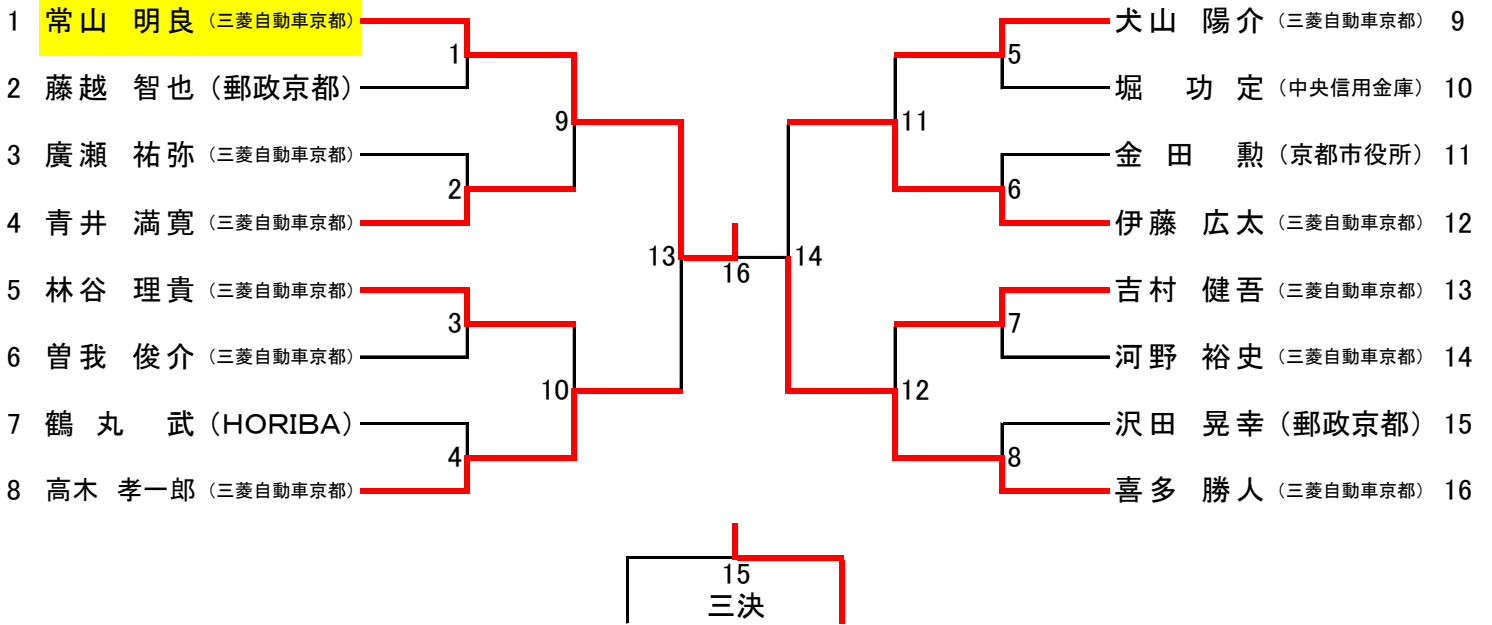 1 常山 明良 (三菱自動車京都)
2 藤越 智也 (郵政京都)
3 廣瀬 祐弥 (三菱自動車京都)
4 青井 満寛 (三菱自動車京都)
5 林谷 理貴 (三菱自動車京都)
6 曽我 俊介 (三菱自動車京都)
7 鶴丸 武 (HORIBA)
8 高木 孝一郎 (三菱自動車京都)
1
2
3
4
9
10
13
16
14
11
12
5
6
7
8
犬山 陽介 (三菱自動車京都) 9
堀 功定 (中央信用金庫) 10
金田 勲 (京都市役所) 11
伊藤 広太 (三菱自動車京都) 12
吉村 健吾 (三菱自動車京都) 13
河野 裕史 (三菱自動車京都) 14
沢田 晃幸 (郵政京都) 15
喜多 勝人 (三菱自動車京都) 16
15
三決